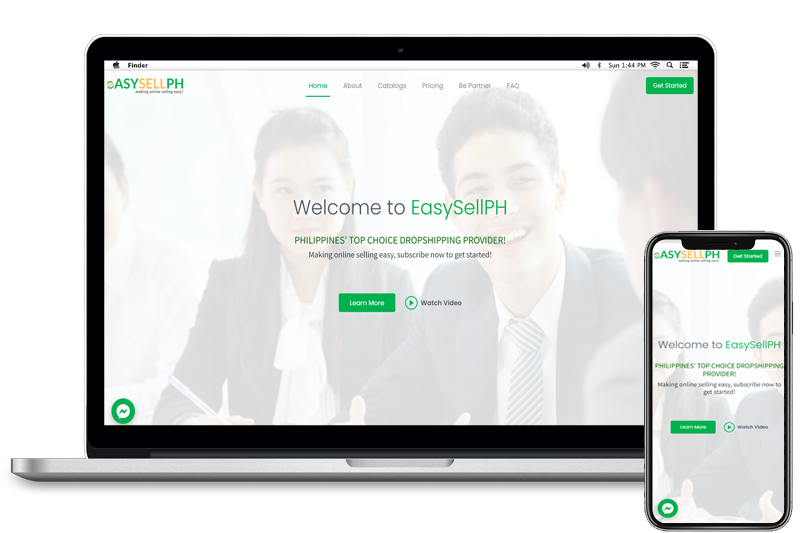 Finder
Sun 1:44 PM
ASYSELLPH
making online selling easy!
Home
About
Catalogs
Pricing
Be Partner
FAQ
Get Started
Welcome to EasySellPH
PHILIPPINES' TOP CHOICE DROPSHIPPING PROVIDER!
Making online selling easy, subscribe now to get started!
Learn More
Watch Video
ASYSELLPH
making online selling easy!
Get Started
Welcome to EasySellPH
PHILIPPINES' TOP CHOICE DROPSHIPPING
PROVIDER!
Making online selling easy, subscribe now to
get started!
Learn More
Watch Video